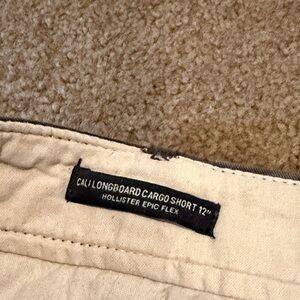 CALI LONGBOARD CARGO SHORT 12"
HOLLISTER EPIC FLEX